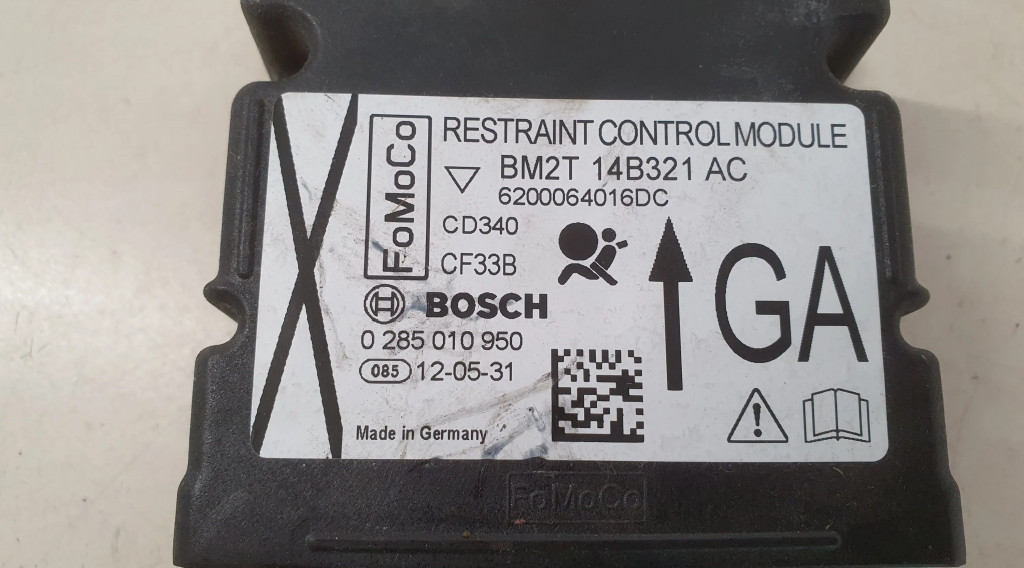 FoMoCo
RESTRAINT CONTROL MODULE
BM2T 14B321 AC
6200064016DC
CD340
CF33B
GA
BOSCH
0 285 010 950
085 12-05-31
Made in Germany
FoMoCo